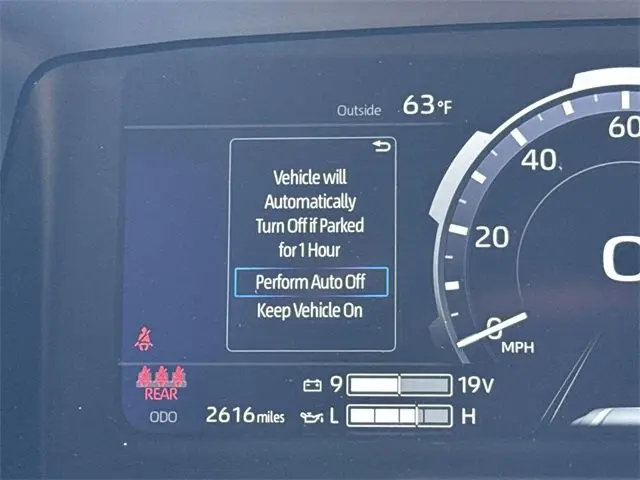 Outside 63°F
Vehicle will
Automatically
Turn Off if Parked
for 1 Hour
Perform Auto Off
Keep Vehicle On
60
40
20
0
MPH
0
REAR
9 19V
ODO 2616 miles L H